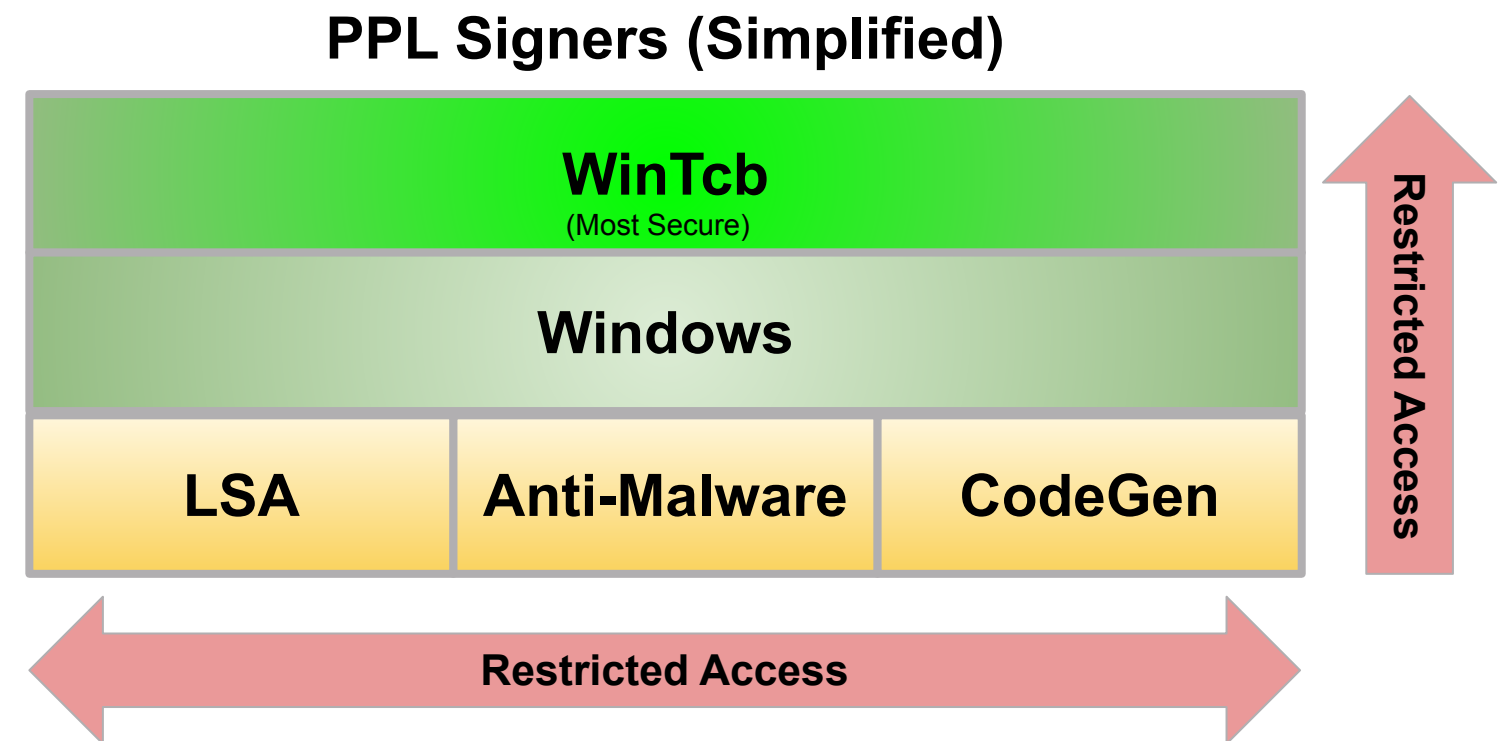 PPL Signers (Simplified)
WinTcb
(Most Secure)
Windows
LSA
Anti-Malware
CodeGen
Restricted Access
Restricted Access